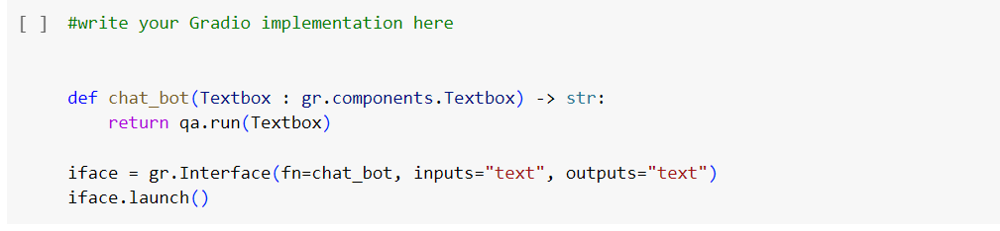 [ ] #write your Gradio implementation here
def chat_bot(Textbox : gr.components.Textbox) -> str:
    return qa.run(Textbox)
iface = gr.Interface(fn=chat_bot, inputs="text", outputs="text")
iface.launch()